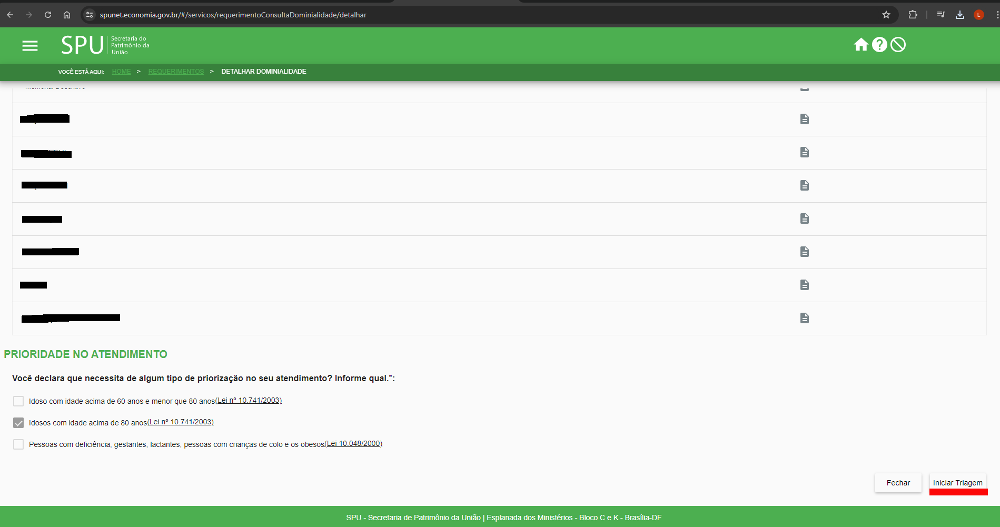 spunet.economia.gov.br/#/servicos/requerimentoConsultaDominialidade/detalhar
L
SPU
Secretaria do
Patrimônio da
União
VOCÊ ESTÁ AQUI: HOME > REQUERIMENTOS > DETALHAR DOMINIALIDADE
PRIORIDADE NO ATENDIMENTO
Você declara que necessita de algum tipo de priorização no seu atendimento? Informe qual.*:
Idoso com idade acima de 60 anos e menor que 80 anos(Lei nº 10.741/2003)
Idosos com idade acima de 80 anos(Lei nº 10.741/2003)
Pessoas com deficiência, gestantes, lactantes, pessoas com crianças de colo e os obesos(Lei 10.048/2000)
Fechar
Iniciar Triagem
SPU - Secretaria de Patrimônio da União | Esplanada dos Ministérios - Bloco C e K - Brasília-DF